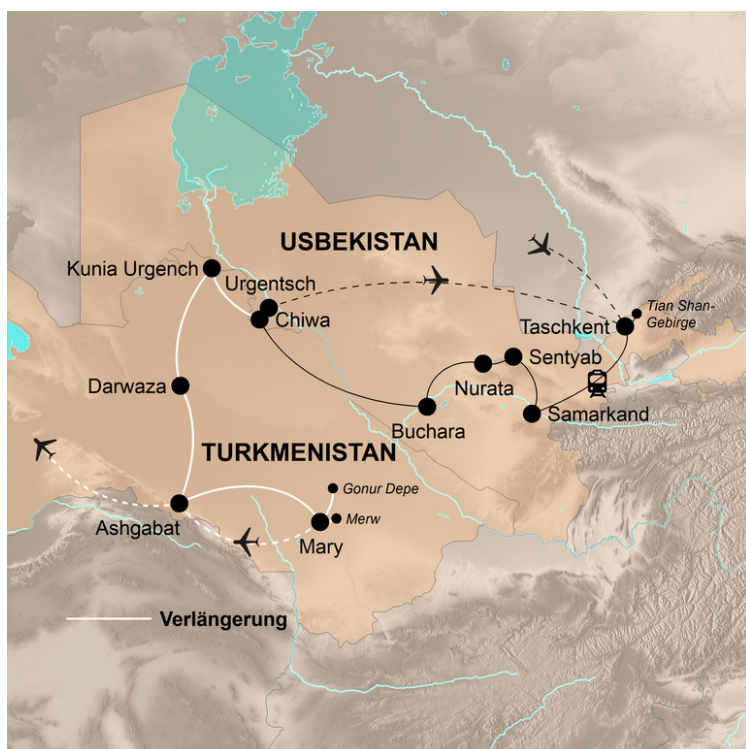 USBEKISTAN
Kunia Urgench
Urgentsch
Chiwa
Taschkent
Tian Shan-
Gebirge
Sentyab
Nurata
Darwaza
Buchara
Samarkand
TURKMENISTAN
Gonur Depe
Ashgabat
Merw
Mary
Verlängerung